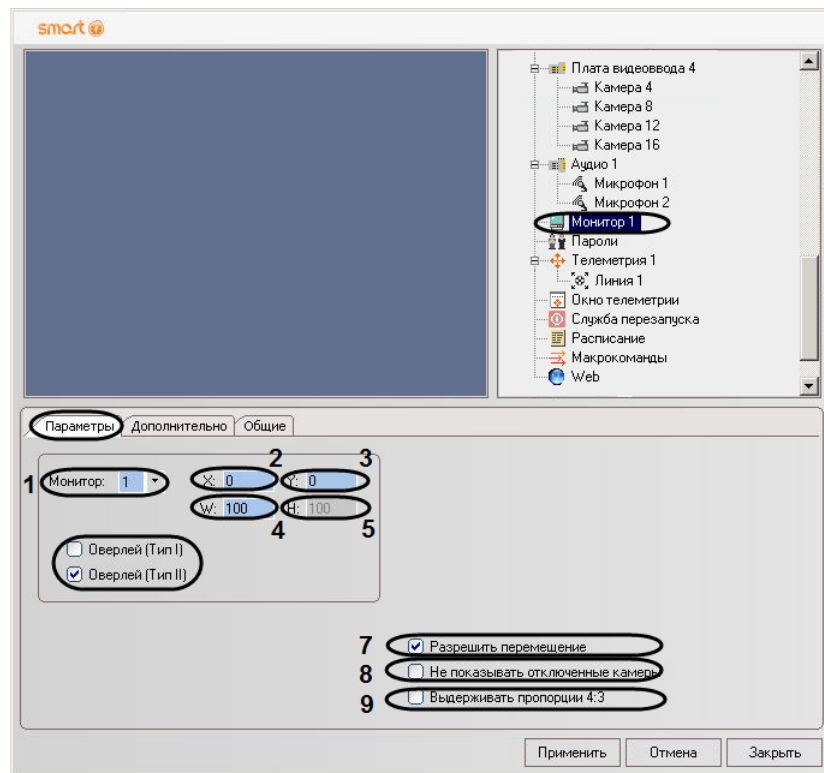 smart
Плата видеоввода 4
Камера 4
Камера 8
Камера 12
Камера 16
Аудио 1
Микрофон 1
Микрофон 2
Монитор 1
Пароли
Телеметрия 1
Линия 1
Окно телеметрии
Служба перезапуска
Расписание
Макрокоманды
Web
Параметры Дополнительно Общие
2 3
1 Монитор: 1 X: 0 Y: 0
W: 100 H: 100
4 5
Оверлей (Тип I)
Оверлей (Тип II)
7 Разрешить перемещение
8 Не показывать отключенные камеры
9 Выдерживать пропорции 4:3
Применить Отмена Закрыть